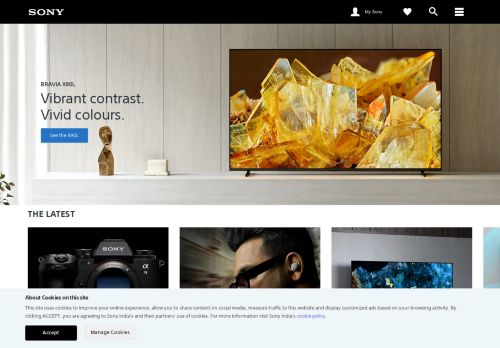 SONY
My Sony
BRAVIA X90L
Vibrant contrast.
Vivid colours.
See the X90L
THE LATEST
SONY
About Cookies on this site
This site uses cookies to improve your online experience, allow you to share content on social media, measure traffic to this website and display customized ads based on your browsing activity. By
clicking ACCEPT, you are agreeing to Sony India's and their partners' use of cookies. For more information visit Sony India's cookie policy.
Accept
Manage Cookies